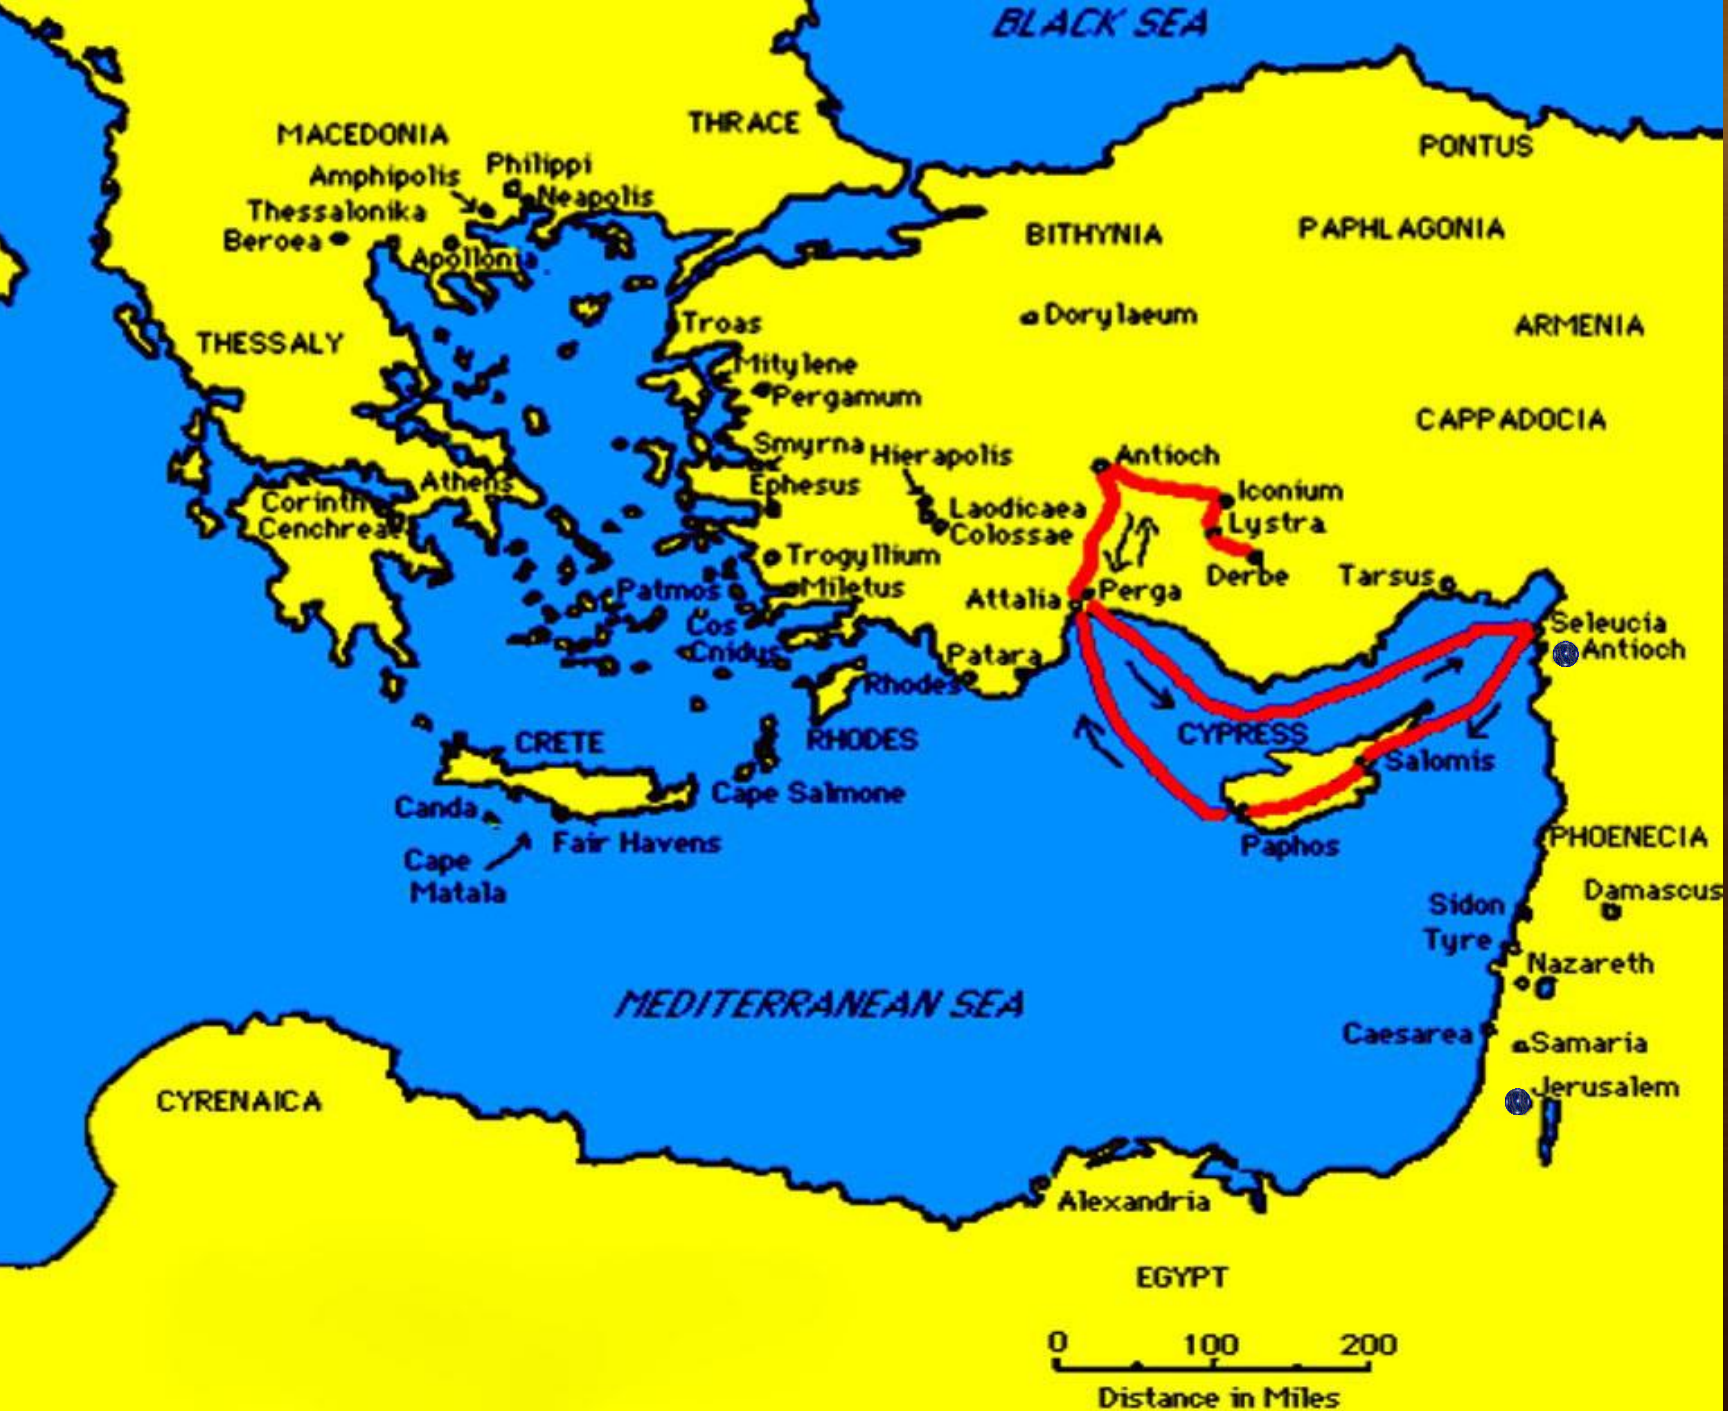 BLACK SEA
THRACE
MACEDONIA
PONTUS
Philippi
Amphipolis
Neapolis
Thessalonika
Beroea
BITHYNIA
PAPHLAGONIA
Apollonia
Dorylaeum
Troas
ARMENIA
THESSALY
Mitylene
Pergamum
CAPPADOCIA
Smyrna
Hierapolis
Antioch
Athens
Ephesus
Iconium
Corinth
Laodicaea
Lystra
Cenchreae
Colossae
Trogyllium
Derbe
Tarsus
Patmos
Miletus
Attalia
Perga
Cos
Seleucia
Cnidus
Patara
Antioch
Rhodes
CRETE
RHODES
CYPRESS
Salomis
Cape Salmone
Canda
Fair Havens
Paphos
PHOENECIA
Cape
Matala
Damascus
Sidon
Tyre
Nazareth
MEDITERRANEAN SEA
Caesarea
Samaria
Jerusalem
CYRENAICA
Alexandria
EGYPT
0 100 200
Distance in Miles